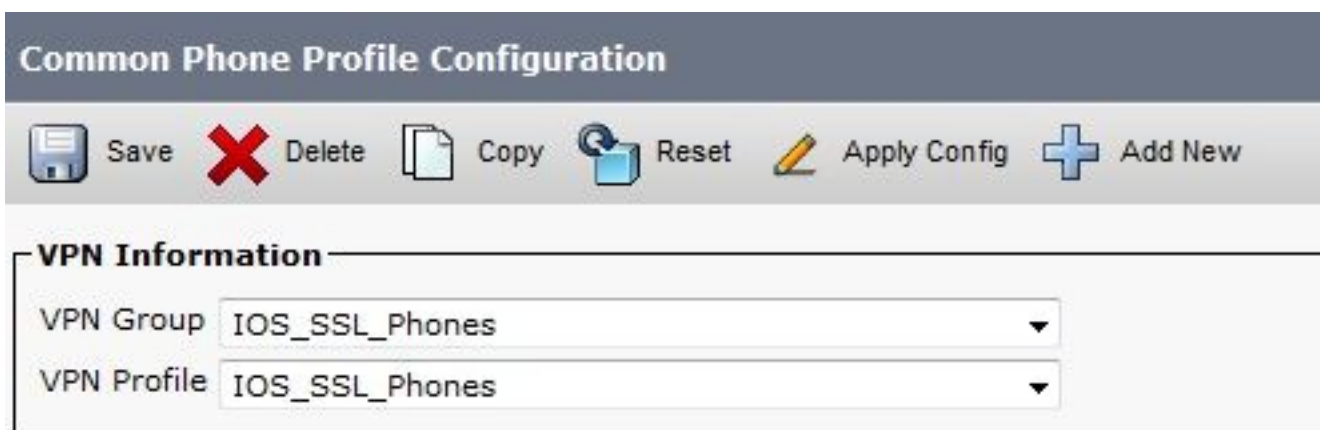 Common Phone Profile Configuration
Save Delete Copy Reset Apply Config Add New
VPN Information
VPN Group IOS_SSL_Phones
VPN Profile IOS_SSL_Phones